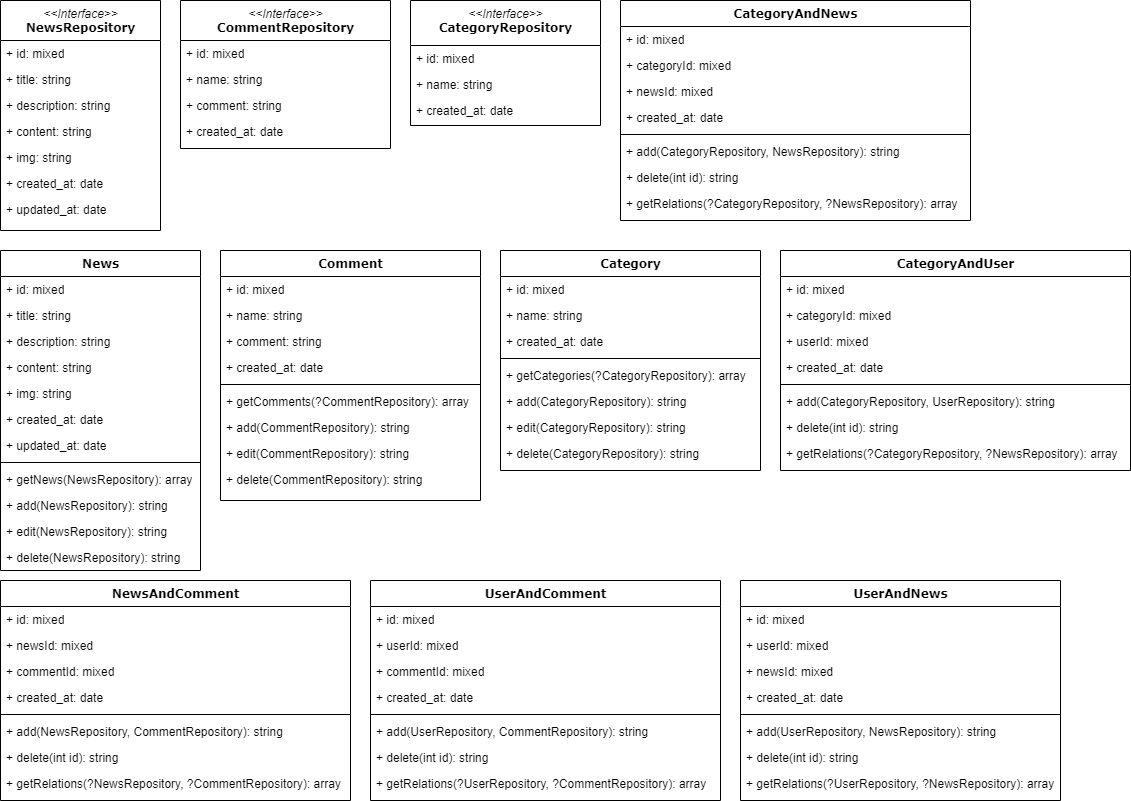 <<Interface>>
NewsRepository
+ id: mixed
+ title: string
+ description: string
+ content: string
+ img: string
+ created_at: date
+ updated_at: date
<<Interface>>
CommentRepository
+ id: mixed
+ name: string
+ comment: string
+ created_at: date
<<Interface>>
CategoryRepository
+ id: mixed
+ name: string
+ created_at: date
CategoryAndNews
+ id: mixed
+ categoryId: mixed
+ newsId: mixed
+ created_at: date
+ add(CategoryRepository, NewsRepository): string
+ delete(int id): string
+ getRelations(?CategoryRepository, ?NewsRepository): array
News
+ id: mixed
+ title: string
+ description: string
+ content: string
+ img: string
+ created_at: date
+ updated_at: date
+ getNews(NewsRepository): array
+ add(NewsRepository): string
+ edit(NewsRepository): string
+ delete(NewsRepository): string
Comment
+ id: mixed
+ name: string
+ comment: string
+ created_at: date
+ getComments(?CommentRepository): array
+ add(CommentRepository): string
+ edit(CommentRepository): string
+ delete(CommentRepository): string
Category
+ id: mixed
+ name: string
+ created_at: date
+ getCategories(?CategoryRepository): array
+ add(CategoryRepository): string
+ edit(CategoryRepository): string
+ delete(CategoryRepository): string
CategoryAndUser
+ id: mixed
+ categoryId: mixed
+ userId: mixed
+ created_at: date
+ add(CategoryRepository, UserRepository): string
+ delete(int id): string
+ getRelations(?CategoryRepository, ?NewsRepository): array
NewsAndComment
+ id: mixed
+ newsId: mixed
+ commentId: mixed
+ created_at: date
+ add(NewsRepository, CommentRepository): string
+ delete(int id): string
+ getRelations(?NewsRepository, ?CommentRepository): array
UserAndComment
+ id: mixed
+ userId: mixed
+ commentId: mixed
+ created_at: date
+ add(UserRepository, CommentRepository): string
+ delete(int id): string
+ getRelations(?UserRepository, ?CommentRepository): array
UserAndNews
+ id: mixed
+ userId: mixed
+ newsId: mixed
+ created_at: date
+ add(UserRepository, NewsRepository): string
+ delete(int id): string
+ getRelations(?UserRepository, ?NewsRepository): array